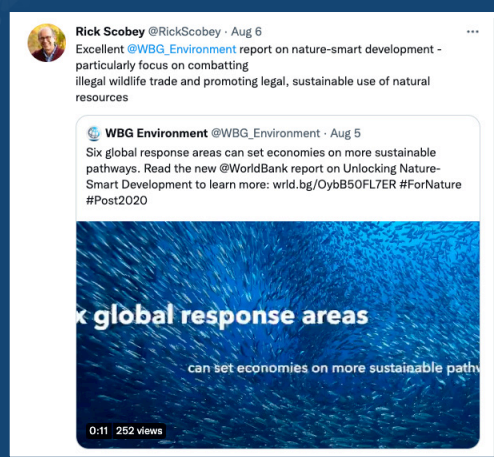 Rick Scobey @RickScobey · Aug 6
Excellent @WBG_Environment report on nature-smart development -
particularly focus on combatting
illegal wildlife trade and promoting legal, sustainable use of natural
resources
WBG Environment @WBG_Environment · Aug 5
Six global response areas can set economies on more sustainable
pathways. Read the new @WorldBank report on Unlocking Nature-
Smart Development to learn more: wrld.bg/OybB50FL7ER #ForNature
#Post2020
x global response areas
can set economies on more sustainable pathw
0:11 252 views